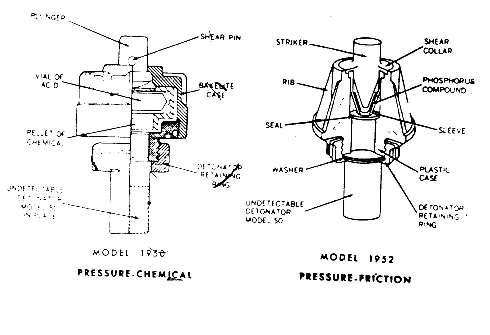 PLUNGER
SHEAR PIN
VIAL OF
ACID
BAKELITE
CASE
PELLET OF
CHEMICAL
DETONATOR
RETAINING
RING
UNDETECTABLE
DETONATOR
MODEL 50
IN PLACE
MODEL
PRESSURE-CHEMICAL
STRIKER
SHEAR
COLLAR
RIB
PHOSPHORUS
COMPOUND
SEAL
SLEEVE
WASHER
PLASTIC
CASE
UNDETECTABLE
DETONATOR
MODEL 50
DETONATOR
RETAINING
RING
MODEL 1952
PRESSURE-FRICTION